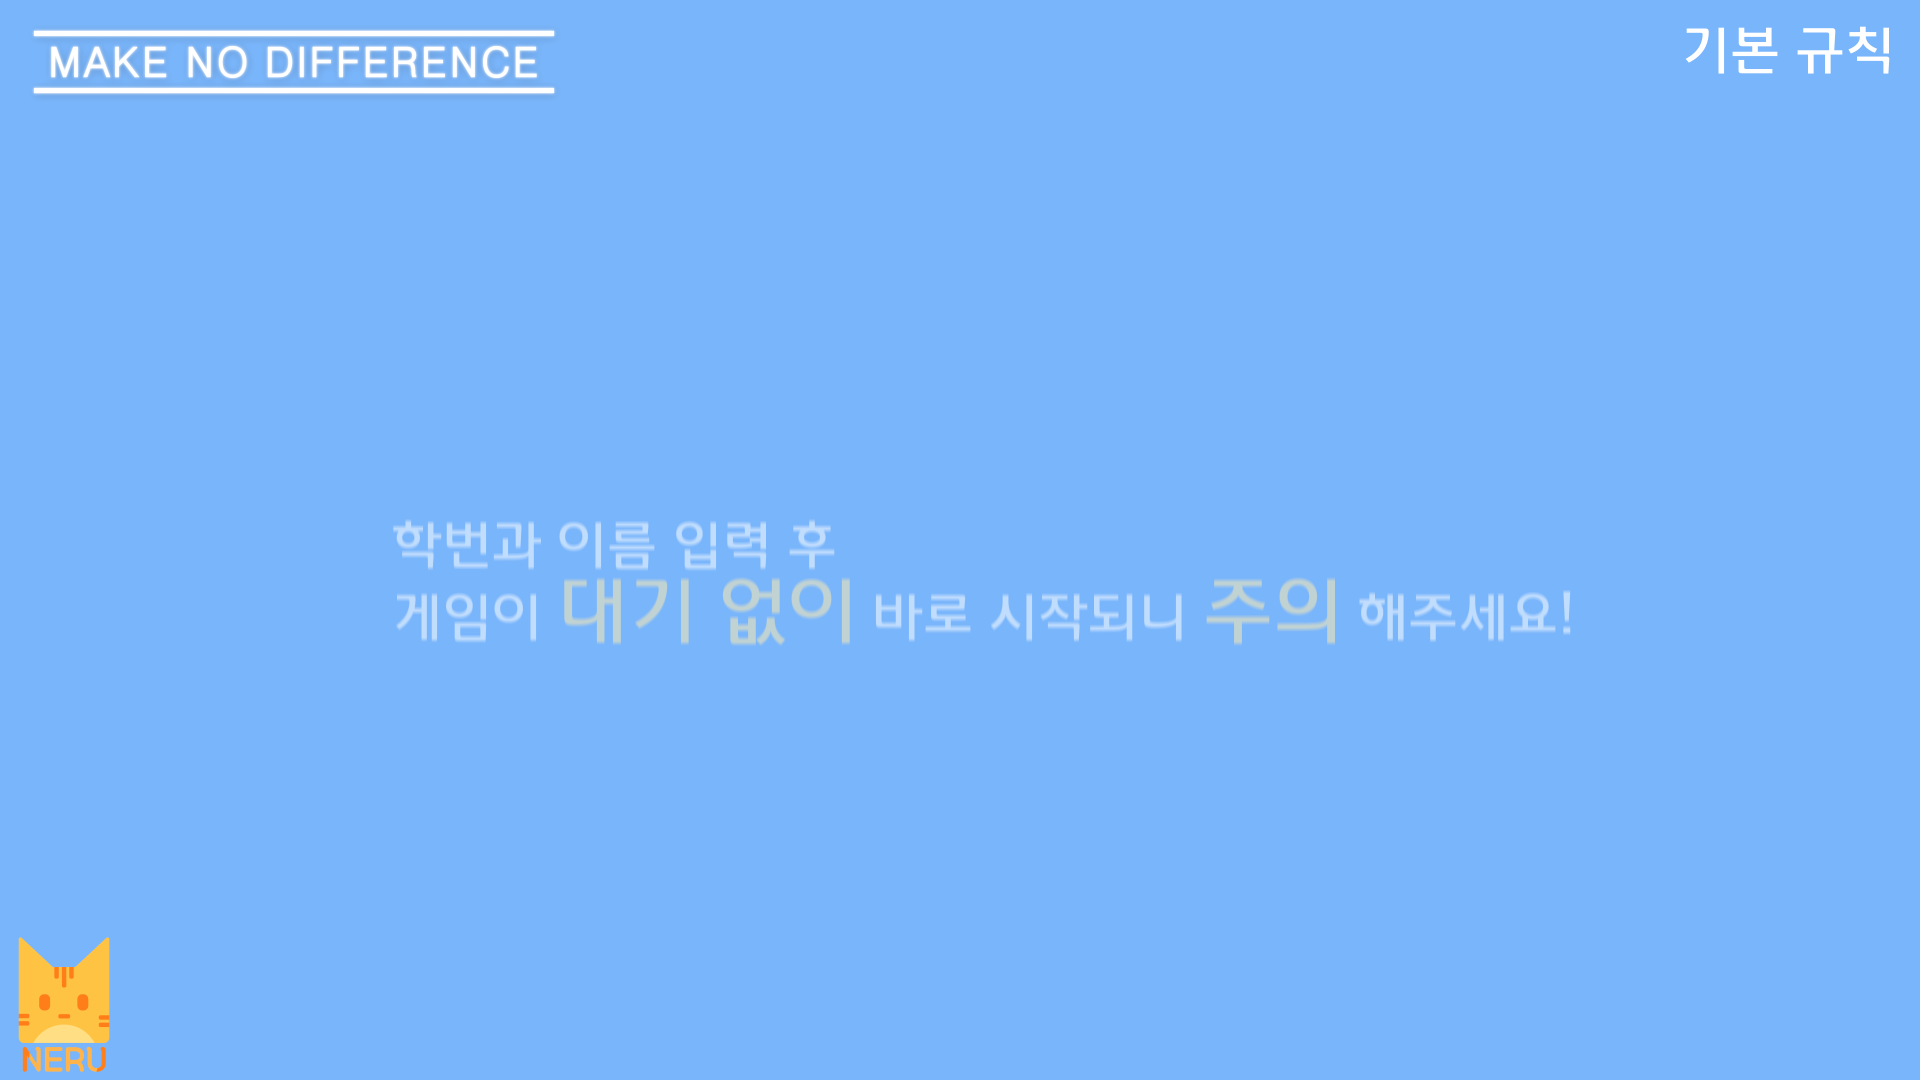 MAKE NO DIFFERENCE
기본 규칙
학번과 이름 입력 후
게임이 대기 없이 바로 시작되니 주의 해주세요!
NERU